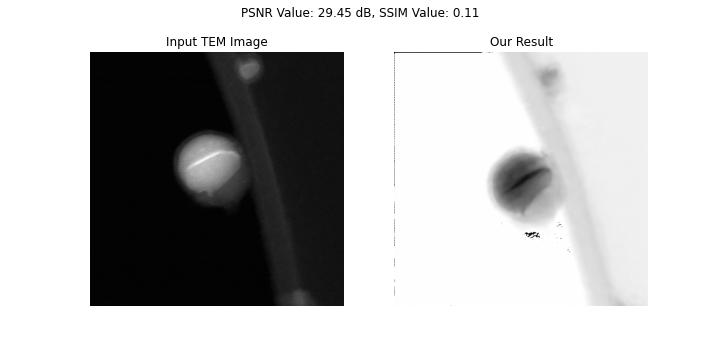 PSNR Value: 29.45 dB, SSIM Value: 0.11
Input TEM Image
Our Result